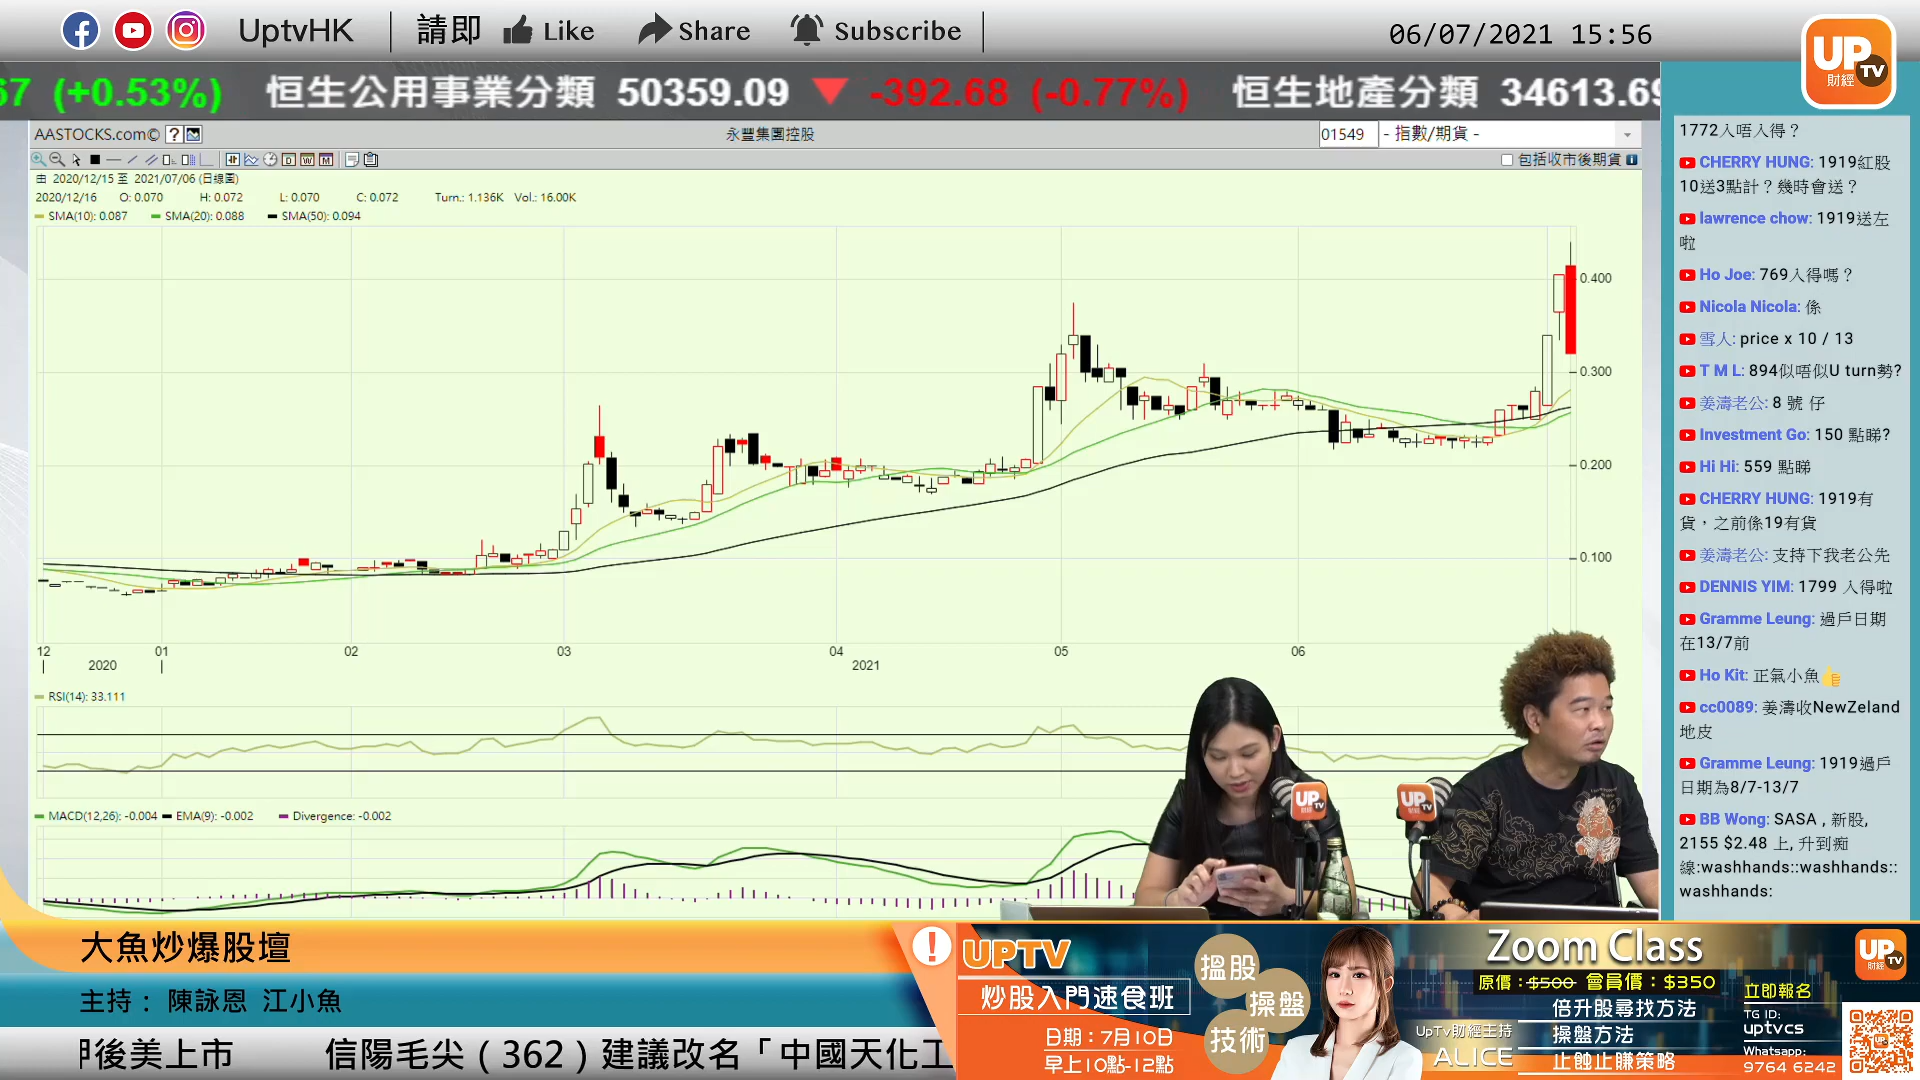 UptvHK
請即
Like
Share
Subscribe
06/07/2021 15:56
UP TV
財經
67 (+0.53%) 恒生公用事業分類 50359.09 ▼ -392.68 (-0.77%) 恒生地產分類 34613.69
AASTOCKS.com©
永豐集團控股
01549
- 指數/期貨 -
包括收市後期貨
由 2020/12/15 至 2021/07/06 (日線圖)
2020/12/16 O: 0.070 H: 0.072 L: 0.070 C: 0.072 Turn.: 1.136K Vol.: 16.00K
SMA(10): 0.087 SMA(20): 0.088 SMA(50): 0.094
0.400
0.300
0.200
0.100
12 01 02 03 04 05 06
2020 2021
RSI(14): 33.111
MACD(12,26): -0.004 EMA(9): -0.002 Divergence: -0.002
1772入唔入得？
CHERRY HUNG: 1919紅股
10送3點計？幾時會送？
lawrence chow: 1919送左
啦
Ho Joe: 769入得嗎？
Nicola Nicola: 係
雪人: price x 10 / 13
T M L: 894似唔似U turn勢?
姜濤老公: 8 號 仔
Investment Go: 150 點睇?
Hi Hi: 559 點睇
CHERRY HUNG: 1919有
貨，之前係19有貨
姜濤老公: 支持下我老公先
DENNIS YIM: 1799 入得啦
Gramme Leung: 過戶日期
在13/7前
Ho Kit: 正氣小魚👍
cc0089: 姜濤收NewZeland
地皮
Gramme Leung: 1919過戶
日期為8/7-13/7
BB Wong: SASA , 新股,
2155 $2.48 上, 升到痴
線:washhands::washhands::
washhands:
UP TV
UP TV
大魚炒爆股壇
主持： 陳詠恩 江小魚
後美上市 信陽毛尖（362）建議改名「中國天化工
UPTV
炒股入門速食班
日期：7月10日
早上10點-12點
搵股
操盤
技術
Zoom Class
原價：$500 會員價：$350
倍升股尋找方法
操盤方法
止蝕止賺策略
UpTV財經主持
ALICE
UP TV
財經
立即報名
TG ID:
uptvcs
Whatsapp:
9764 6242